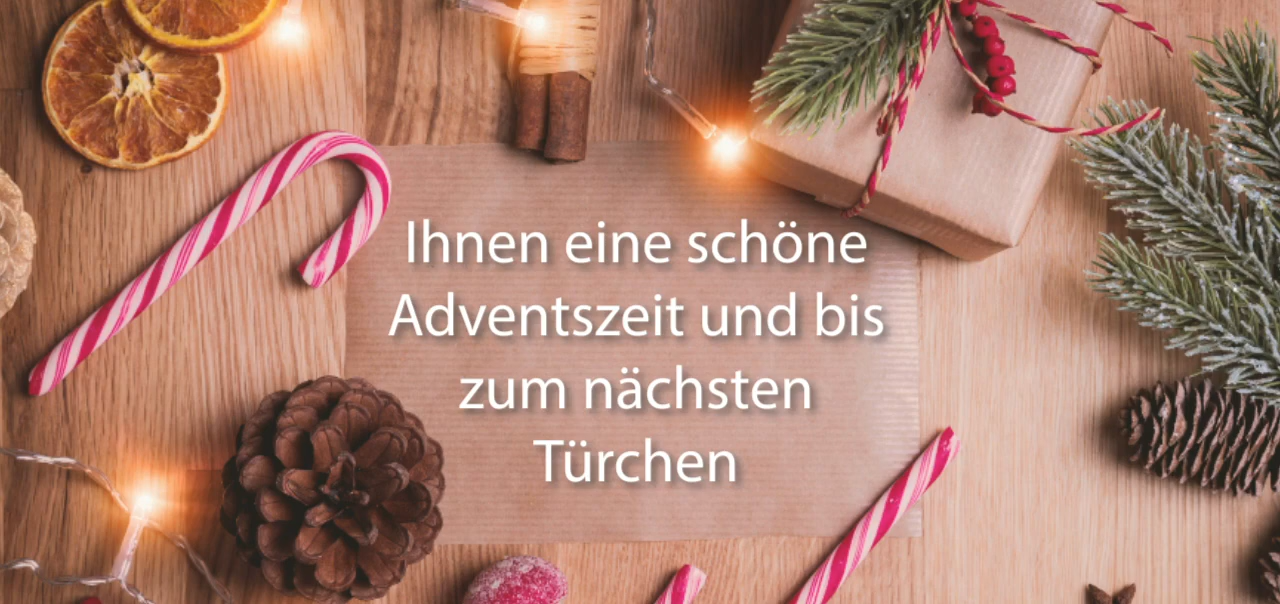 Ihnen eine schöne
Adventszeit und bis
zum nächsten
Türchen